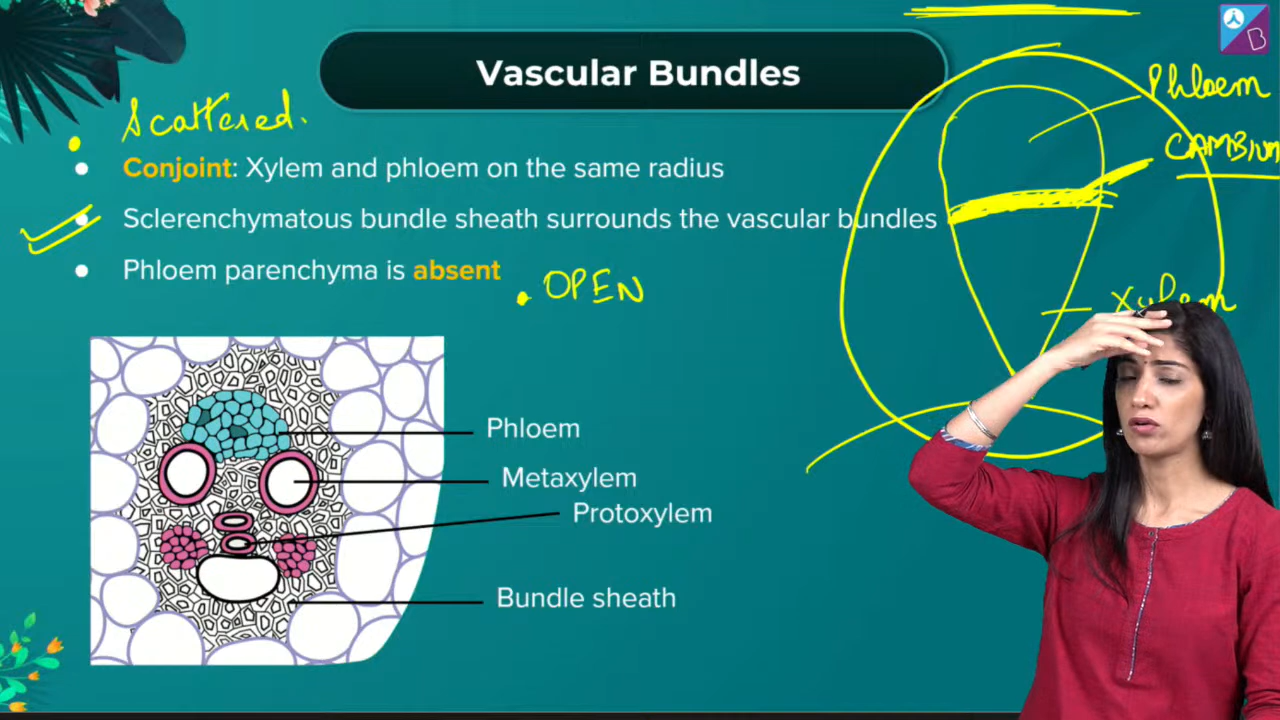 Vascular Bundles
Scattered.
Conjoint: Xylem and phloem on the same radius
Sclerenchymatous bundle sheath surrounds the vascular bundles
Phloem parenchyma is absent
. OPEN
Phloem
CAMBIUM
Xylem
Phloem
Metaxylem
Protoxylem
Bundle sheath
B